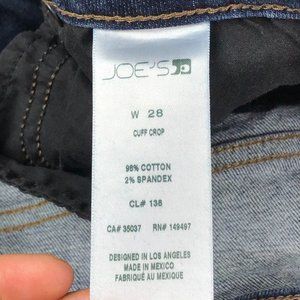 JOE'S
W 28
CUFF CROP
98% COTTON
2% SPANDEX
CL# 138
CA# 35037 RN# 149497
DESIGNED IN LOS ANGELES
MADE IN MEXICO
FABRIQUÉ AU MEXIQUE